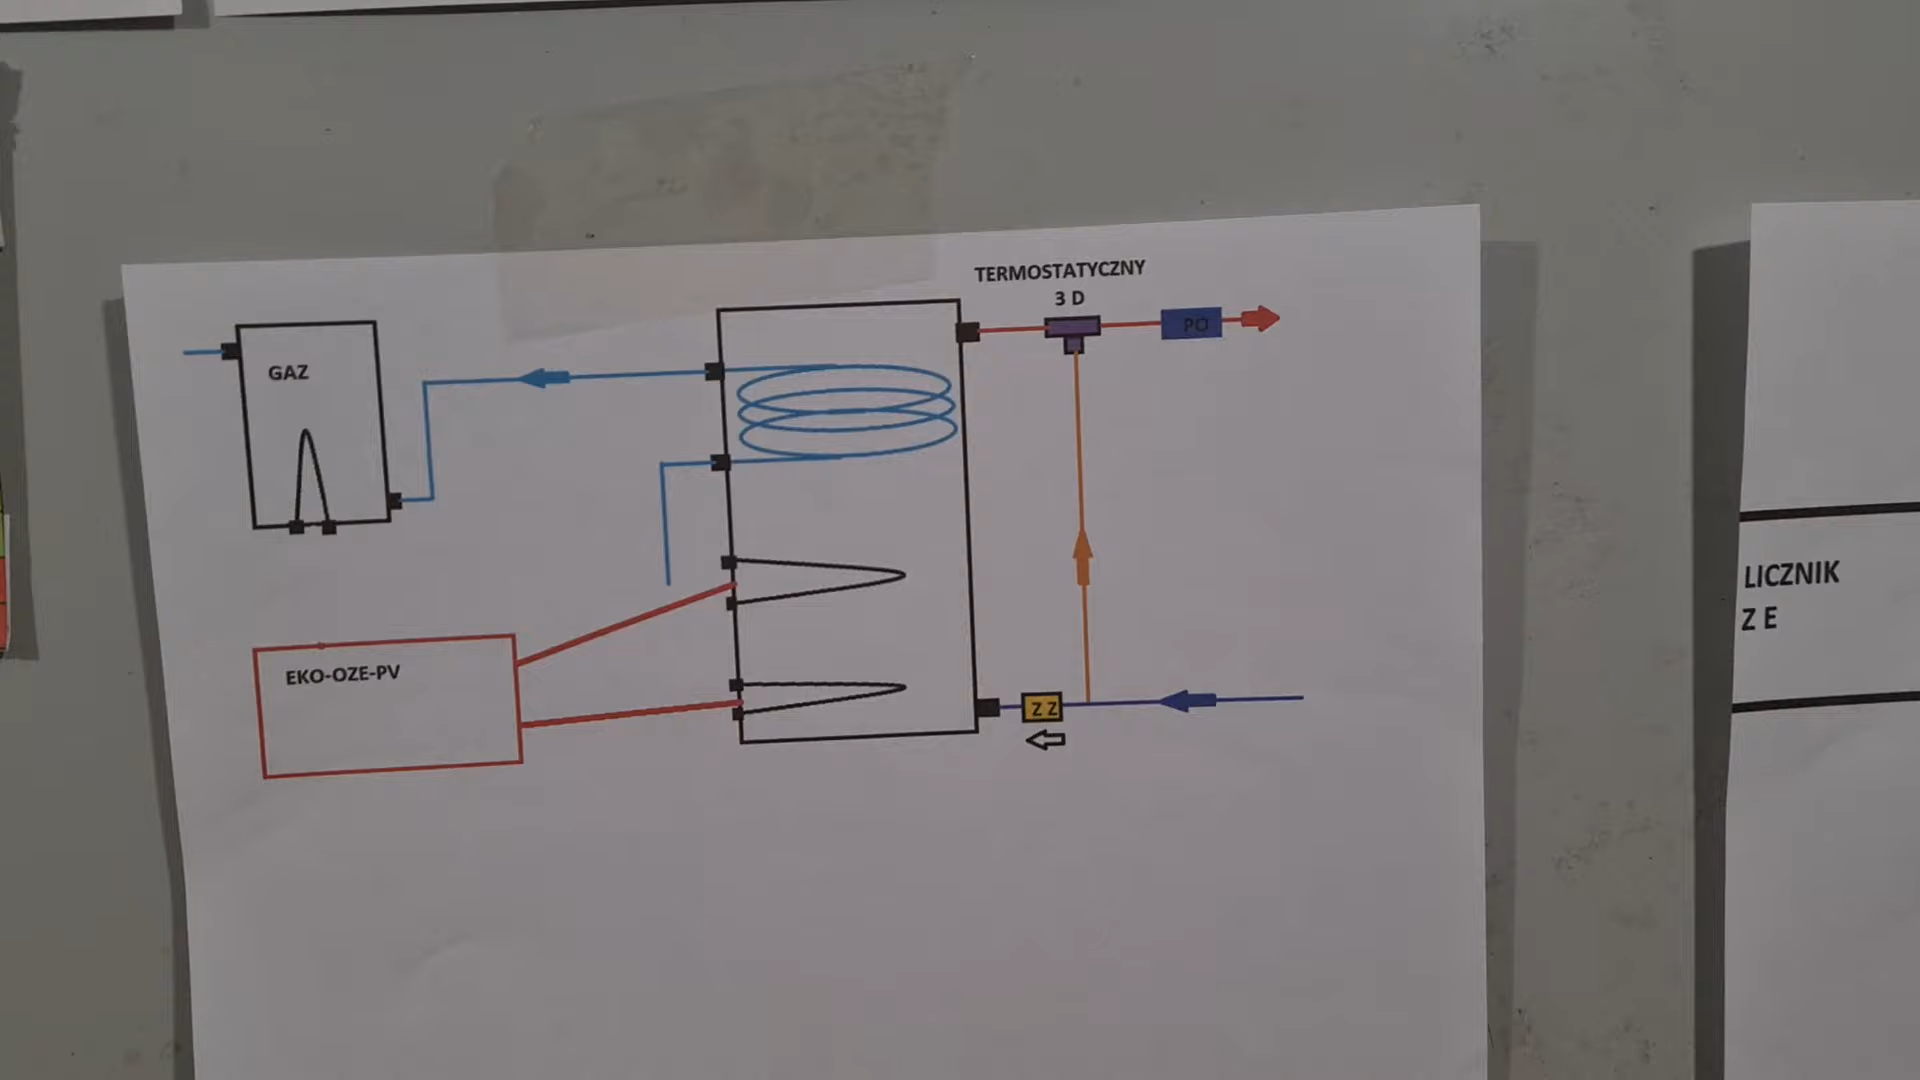 TERMOSTATYCZNY
3 D
PO
GAZ
EKO-OZE-PV
Z Z
LICZNIK
Z E